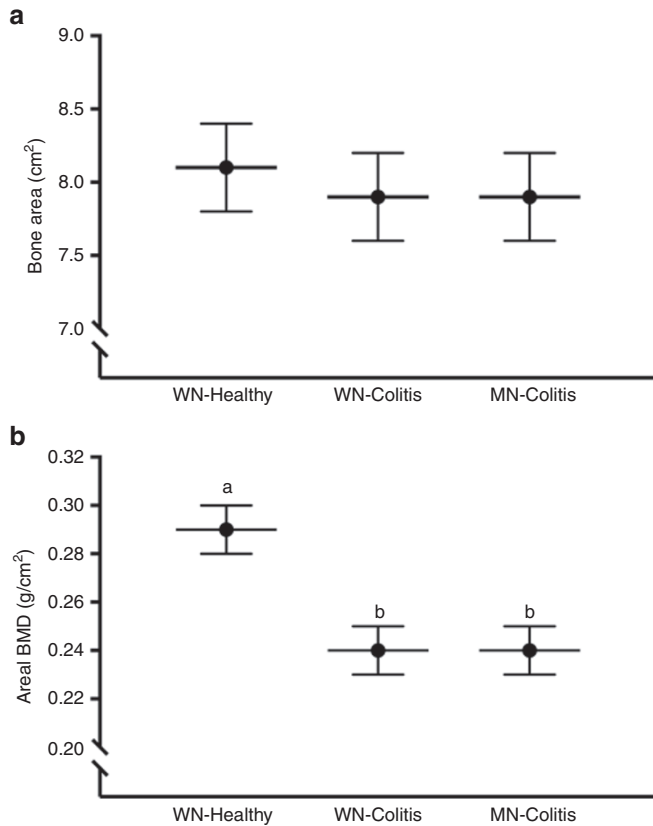 a
9.0
8.5
8.0
7.5
7.0
Bone area (cm²)
WN-Healthy WN-Colitis MN-Colitis
b
0.32
0.30
0.28
0.26
0.24
0.22
0.20
Areal BMD (g/cm²)
a
b b
WN-Healthy WN-Colitis MN-Colitis